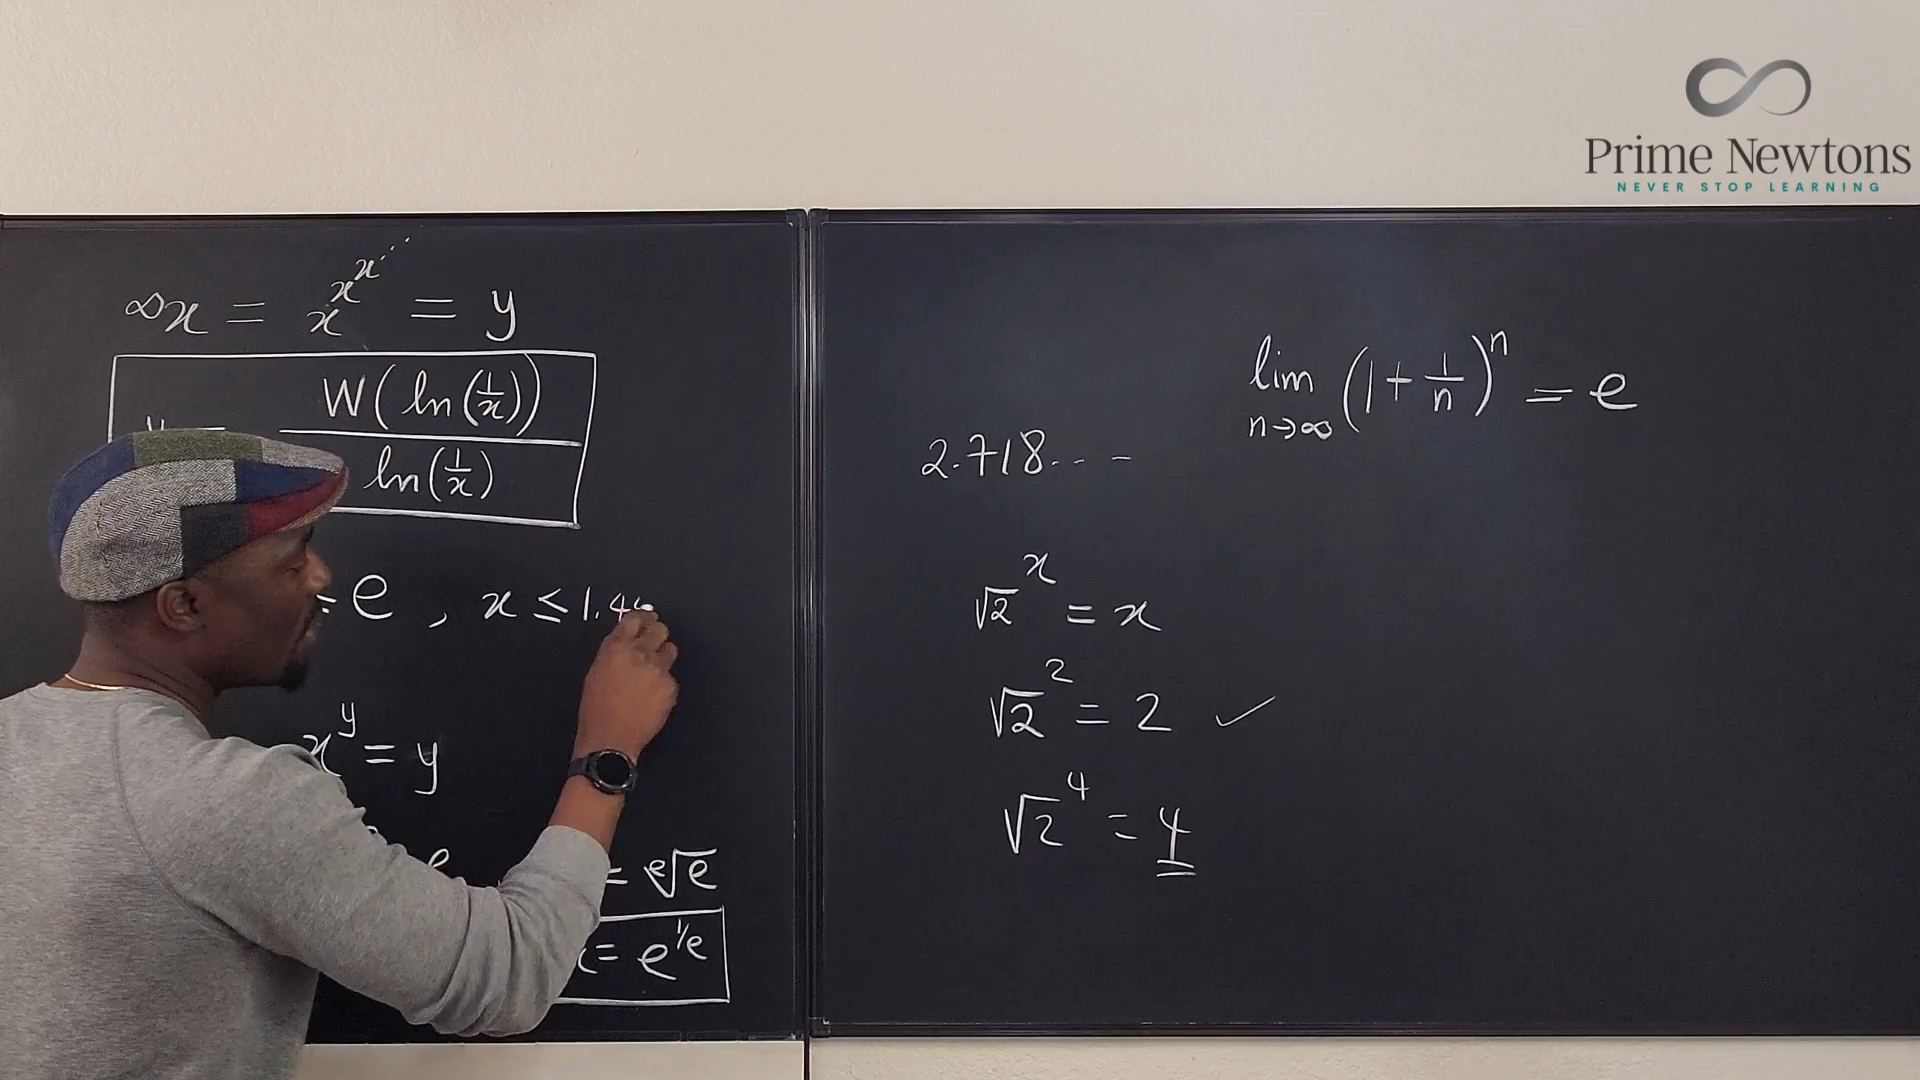 Prime Newtons
NEVER STOP LEARNING
∞x = x^x^x^⋰ = y
W(ln(1/x))
ln(1/x)
= e , x ≤ 1.44
x^y = y
= ᵉ√e
= e^1/e
lim n→∞ (1 + 1/n)^n = e
2.718....
√2^x = x
√2^2 = 2 ✓
√2^4 = 4